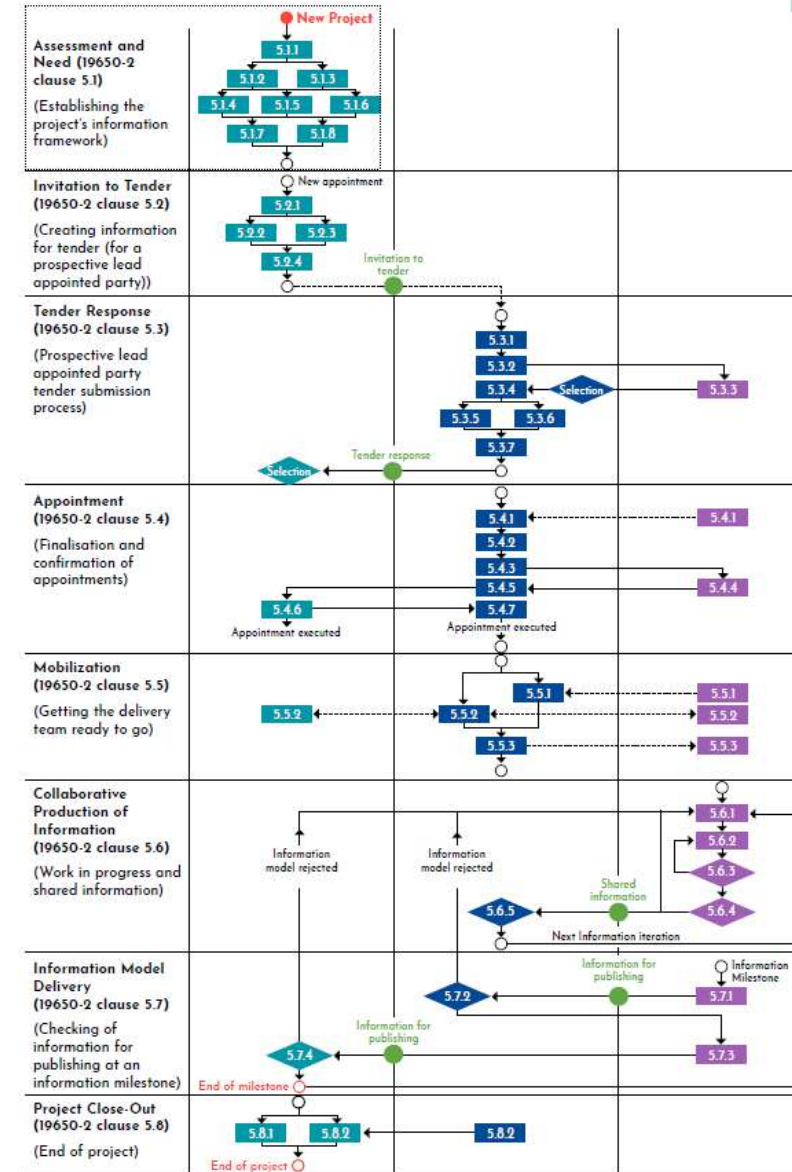 New Project
Assessment and
Need (19650-2
clause 5.1)
(Establishing the
project's information
framework)
5.1.1
5.1.2 5.1.3
5.1.4 5.1.5 5.1.6
5.1.7 5.1.8
Invitation to Tender
(19650-2 clause 5.2)
(Creating information
for tender (for a
prospective lead
appointed party))
New appointment
5.2.1
5.2.2 5.2.3
5.2.4
Invitation to
tender
Tender Response
(19650-2 clause 5.3)
(Prospective lead
appointed party
tender submission
process)
5.3.1
5.3.2
5.3.4 Selection 5.3.3
5.3.5 5.3.6
5.3.7
Tender response
Selection
Appointment
(19650-2 clause 5.4)
(Finalisation and
confirmation of
appointments)
5.4.1 5.4.1
5.4.2
5.4.3
5.4.5 5.4.4
5.4.6 5.4.7
Appointment executed Appointment executed
Mobilization
(19650-2 clause 5.5)
(Getting the delivery
team ready to go)
5.5.1 5.5.1
5.5.2 5.5.2 5.5.2
5.5.3 5.5.3
Collaborative
Production of
Information
(19650-2 clause 5.6)
(Work in progress and
shared information)
Information
model rejected
Information
model rejected
5.6.1
5.6.2
5.6.3
Shared
information
5.6.5 5.6.4
Next Information iteration
Information Model
Delivery
(19650-2 clause 5.7)
(Checking of
information for
publishing at an
information milestone)
Information for
publishing
Information
Milestone
5.7.2 5.7.1
Information for
publishing
5.7.4 5.7.3
End of milestone
Project Close-Out
(19650-2 clause 5.8)
(End of project)
5.8.1 5.8.2 5.8.2
End of project